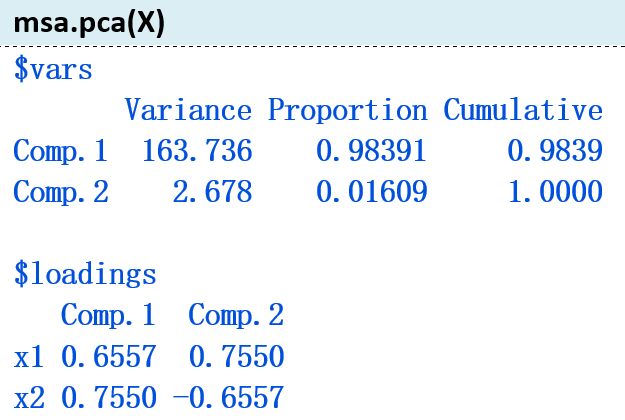 msa.pca(X)
$vars
Variance Proportion Cumulative
Comp.1 163.736 0.98391 0.9839
Comp.2 2.678 0.01609 1.0000
$loadings
Comp.1 Comp.2
x1 0.6557 0.7550
x2 0.7550 -0.6557